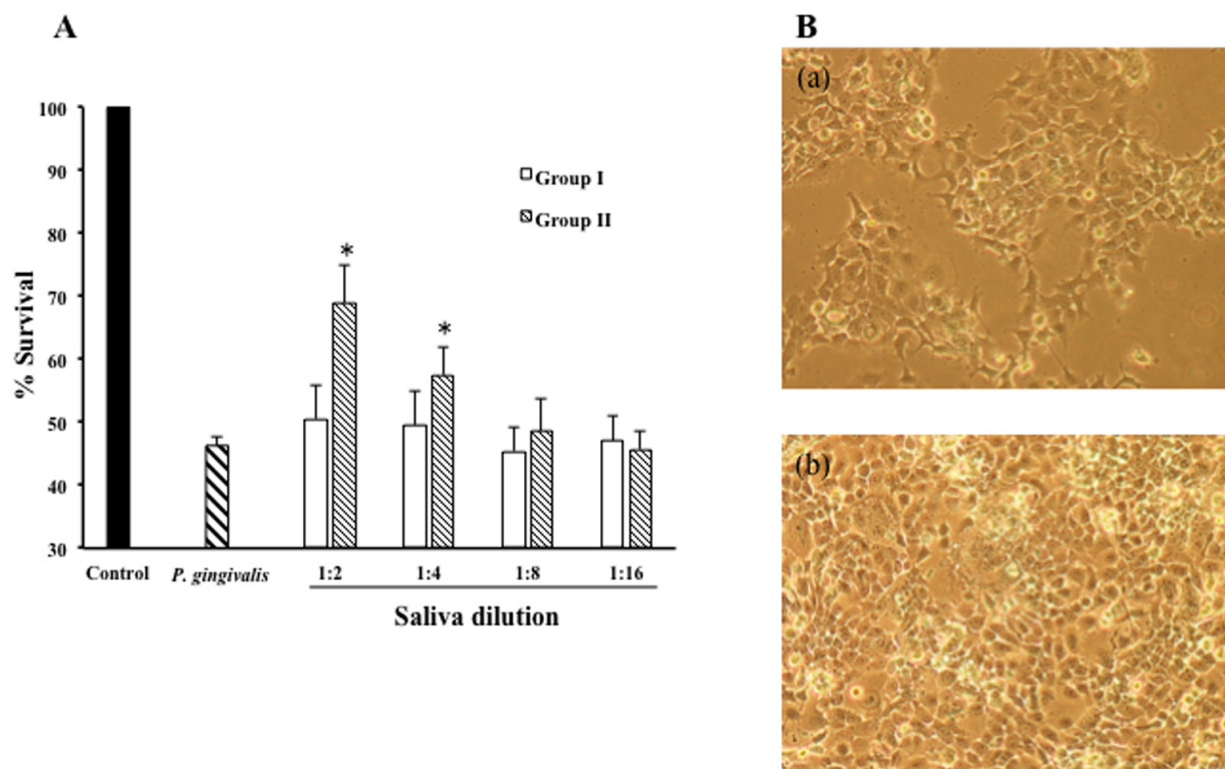 A
B
(a)
100
90
80
70
60
50
40
30
% Survival
Group I
Group II
*
*
Control
P. gingivalis
1:2
1:4
1:8
1:16
Saliva dilution
(b)